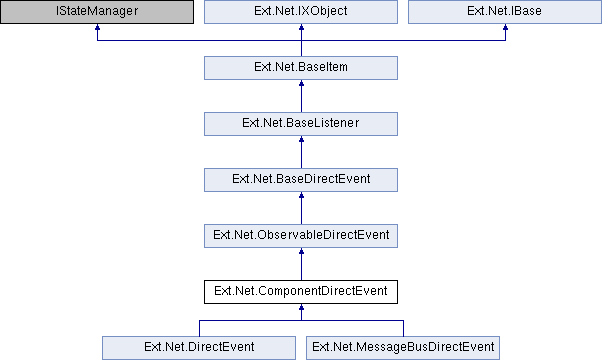 IStateManager
Ext.Net.IXObject
Ext.Net.IBase
Ext.Net.BaseItem
Ext.Net.BaseListener
Ext.Net.BaseDirectEvent
Ext.Net.ObservableDirectEvent
Ext.Net.ComponentDirectEvent
Ext.Net.DirectEvent
Ext.Net.MessageBusDirectEvent